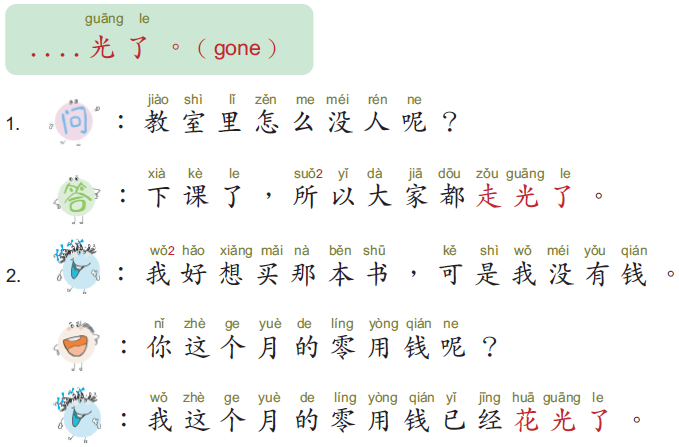 guāng le
....光了。（gone）
jiào shì lǐ zěn me méi rén ne
1. 问：教室里怎么没人呢？
xià kè le suǒ2 yǐ dà jiā dōu zǒu guāng le
答：下课了，所以大家都走光了。
wǒ2 hǎo xiǎng mǎi nà běn shū kě shì wǒ méi yǒu qián
2. ：我好想买那本书，可是我没有钱。
nǐ zhè ge yuè de líng yòng qián ne
：你这个月的零用钱呢？
wǒ zhè ge yuè de líng yòng qián yǐ jīng huā guāng le
：我这个月的零用钱已经花光了。